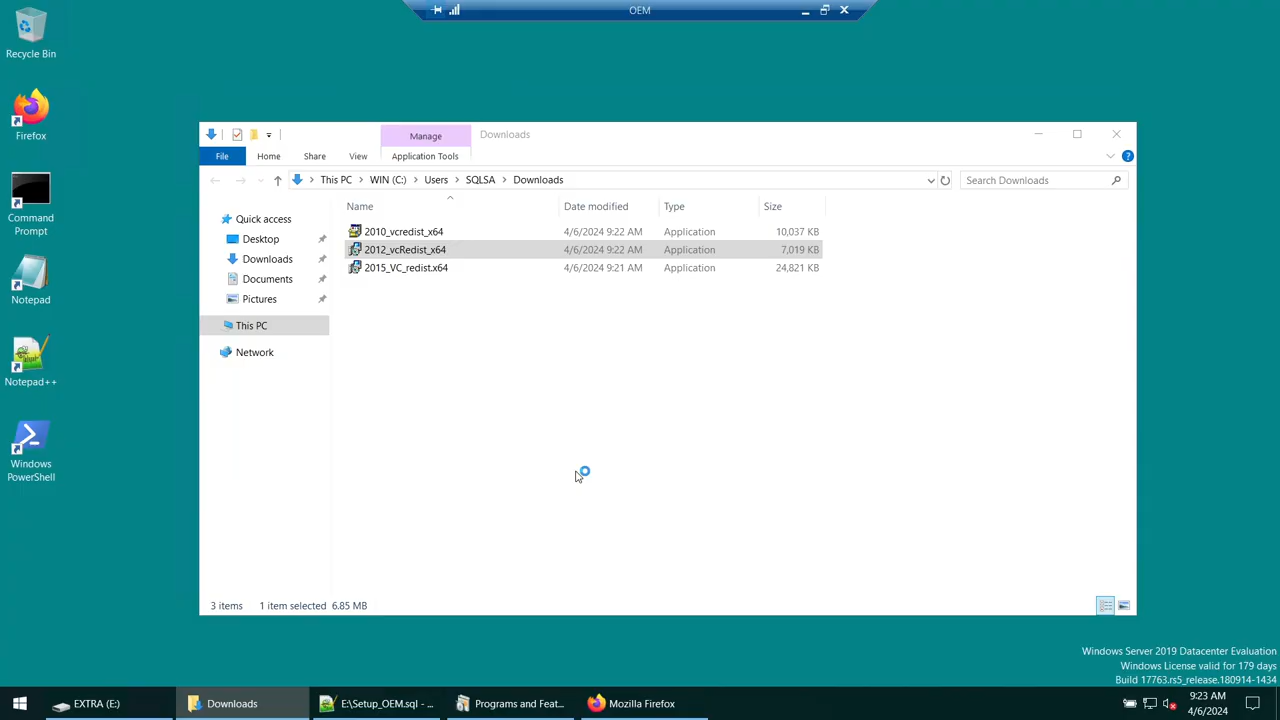 OEM
Recycle Bin
Firefox
Command
Prompt
Notepad
Notepad++
Windows
PowerShell
Manage
Downloads
File
Home
Share
View
Application Tools
This PC
WIN (C:)
Users
SQLSA
Downloads
Search Downloads
Name
Date modified
Type
Size
Quick access
Desktop
Downloads
Documents
Pictures
This PC
Network
2010_vcredist_x64 4/6/2024 9:22 AM Application 10,037 KB
2012_vcRedist_x64 4/6/2024 9:22 AM Application 7,019 KB
2015_VC_redist.x64 4/6/2024 9:21 AM Application 24,821 KB
3 items 1 item selected 6.85 MB
Windows Server 2019 Datacenter Evaluation
Windows License valid for 179 days
Build 17763.rs5_release.180914-1434
EXTRA (E:)
Downloads
E:\Setup_OEM.sql - ...
Programs and Feat...
Mozilla Firefox
9:23 AM
4/6/2024